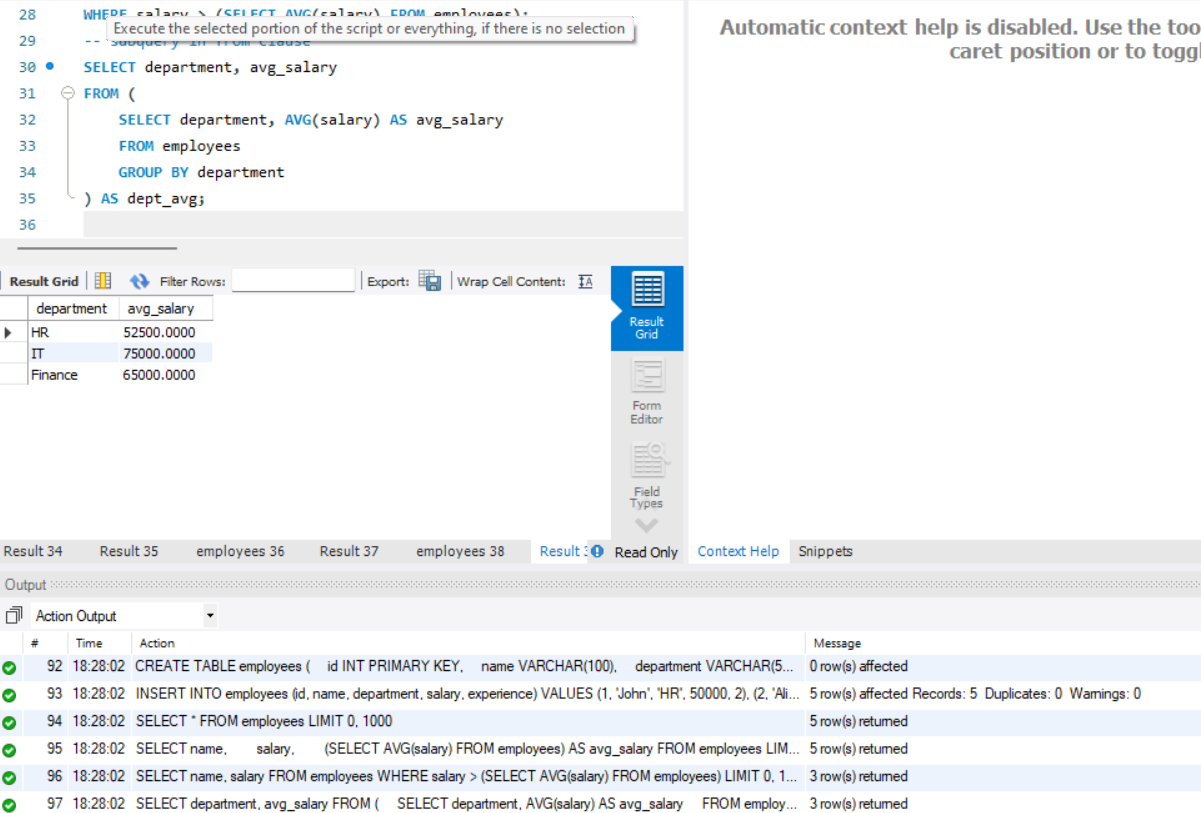 28 WHERE salary > (SELECT AVG(salary) FROM employees);
Execute the selected portion of the script or everything, if there is no selection
29 -- subquery in from clause
30 SELECT department, avg_salary
31 FROM (
32 SELECT department, AVG(salary) AS avg_salary
33 FROM employees
34 GROUP BY department
35 ) AS dept_avg;
36
Automatic context help is disabled. Use the too
caret position or to toggl
Result Grid Filter Rows: Export: Wrap Cell Content: IA
department avg_salary
HR 52500.0000
IT 75000.0000
Finance 65000.0000
Result
Grid
Form
Editor
Field
Types
Result 34 Result 35 employees 36 Result 37 employees 38 Result 3 Read Only Context Help Snippets
Output
Action Output
# Time Action Message
92 18:28:02 CREATE TABLE employees ( id INT PRIMARY KEY, name VARCHAR(100), department VARCHAR(5... 0 row(s) affected
93 18:28:02 INSERT INTO employees (id, name, department, salary, experience) VALUES (1, 'John', 'HR', 50000, 2), (2, 'Ali... 5 row(s) affected Records: 5 Duplicates: 0 Warnings: 0
94 18:28:02 SELECT * FROM employees LIMIT 0, 1000 5 row(s) returned
95 18:28:02 SELECT name, salary, (SELECT AVG(salary) FROM employees) AS avg_salary FROM employees LIM... 5 row(s) returned
96 18:28:02 SELECT name, salary FROM employees WHERE salary > (SELECT AVG(salary) FROM employees) LIMIT 0, 1... 3 row(s) returned
97 18:28:02 SELECT department, avg_salary FROM ( SELECT department, AVG(salary) AS avg_salary FROM employ... 3 row(s) returned